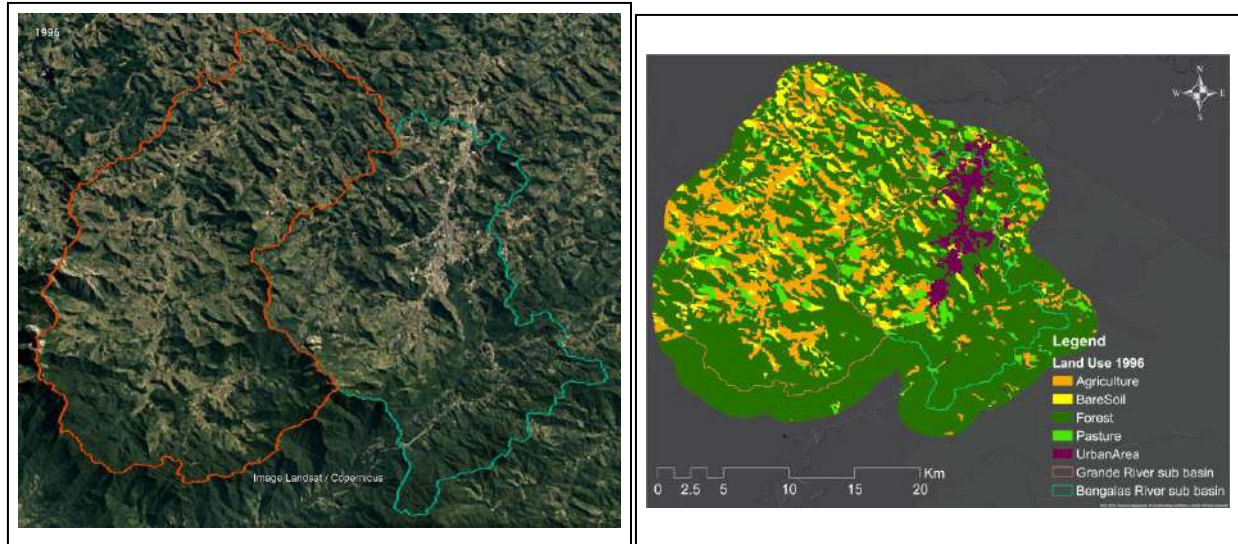 1996
Image Landsat / Copernicus
N
W E
S
Legend
Land Use 1996
Agriculture
BareSoil
Forest
Pasture
UrbanArea
Grande River sub basin
Bengalas River sub basin
Km
0 2.5 5 10 15 20